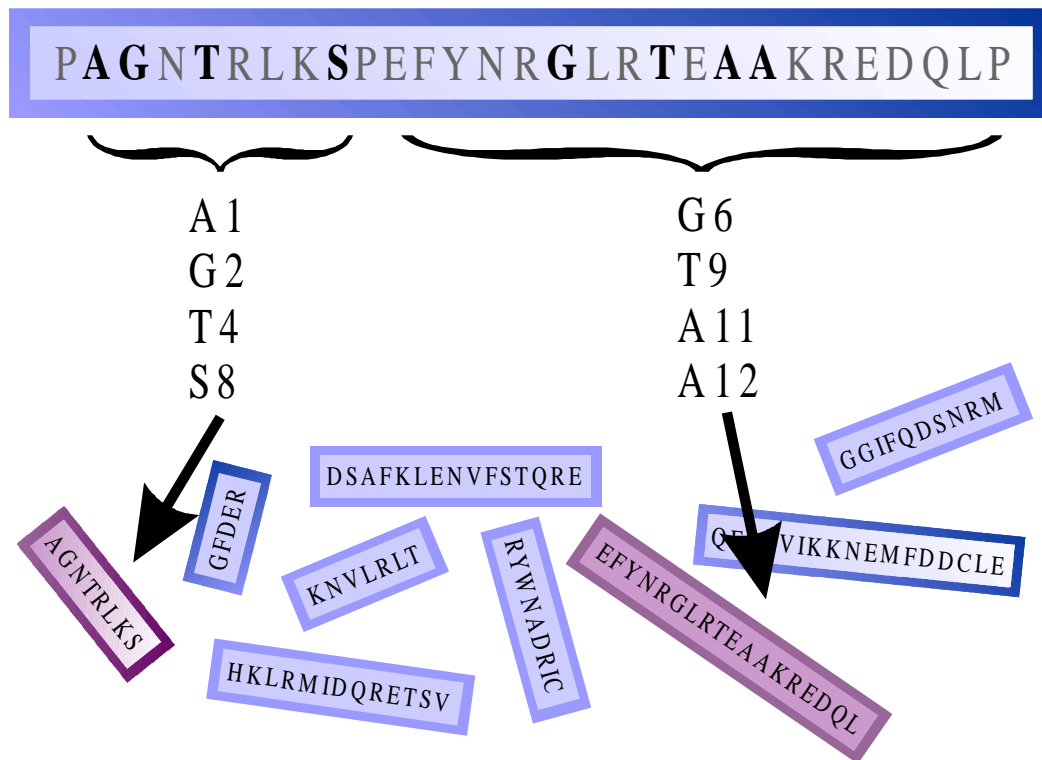 PAGNTRLKSPEFYNRGLRTEAAKREDQLP
A1
G2
T4
S8
G6
T9
A11
A12
GGIFQDSNRM
DSAFKLENVFSTQRE
GFDER
VIKKNEMFDDCLE
AGNTRLKS
KNVLRLT
RYWNADRIC
EFYNRGLRTEAAKREDQL
HKLRMIDQRETSV